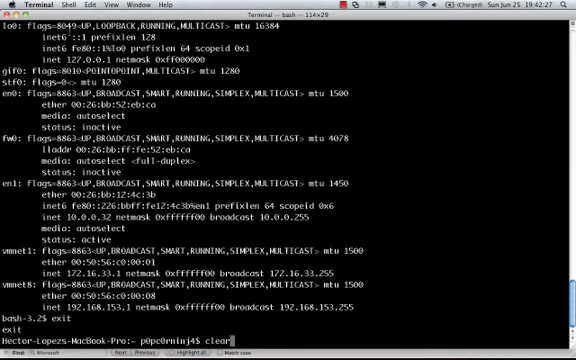 Terminal Shell Edit View Window Help (Charged) Sun Jun 25 19:42:27
Terminal — bash — 114×29
lo0: flags=8049<UP,LOOPBACK,RUNNING,MULTICAST> mtu 16384
inet6 ::1 prefixlen 128
inet6 fe80::1%lo0 prefixlen 64 scopeid 0x1
inet 127.0.0.1 netmask 0xff000000
gif0: flags=8010<POINTOPOINT,MULTICAST> mtu 1280
stf0: flags=0<> mtu 1280
en0: flags=8863<UP,BROADCAST,SMART,RUNNING,SIMPLEX,MULTICAST> mtu 1500
ether 00:26:bb:52:eb:ca
media: autoselect
status: inactive
fw0: flags=8863<UP,BROADCAST,SMART,RUNNING,SIMPLEX,MULTICAST> mtu 4078
lladdr 00:26:bb:ff:fe:52:eb:ca
media: autoselect <full-duplex>
status: inactive
en1: flags=8863<UP,BROADCAST,SMART,RUNNING,SIMPLEX,MULTICAST> mtu 1450
ether 00:26:bb:12:4c:3b
inet6 fe80::226:bbff:fe12:4c3b%en1 prefixlen 64 scopeid 0x6
inet 10.0.0.32 netmask 0xffffff00 broadcast 10.0.0.255
media: autoselect
status: active
vmnet1: flags=8863<UP,BROADCAST,SMART,RUNNING,SIMPLEX,MULTICAST> mtu 1500
ether 00:50:56:c0:00:01
inet 172.16.33.1 netmask 0xffffff00 broadcast 172.16.33.255
vmnet8: flags=8863<UP,BROADCAST,SMART,RUNNING,SIMPLEX,MULTICAST> mtu 1500
ether 00:50:56:c0:00:08
inet 192.168.153.1 netmask 0xffffff00 broadcast 192.168.153.255
bash-3.2$ exit
exit
Hector-Lopezs-MacBook-Pro:~ p0pc0rnninj4$ clear
Find: Microsoft Next Previous Highlight all Match case